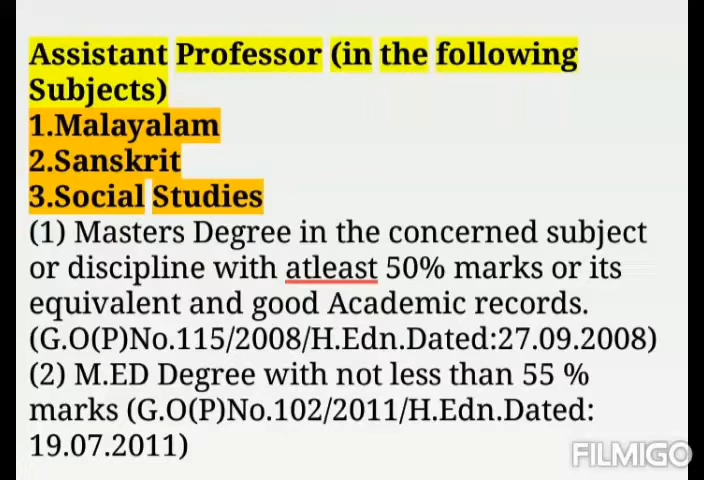 Assistant Professor (in the following
Subjects)
1.Malayalam
2.Sanskrit
3.Social Studies
(1) Masters Degree in the concerned subject
or discipline with atleast 50% marks or its
equivalent and good Academic records.
(G.O(P)No.115/2008/H.Edn.Dated:27.09.2008)
(2) M.ED Degree with not less than 55 %
marks (G.O(P)No.102/2011/H.Edn.Dated:
19.07.2011)
FILMIGO